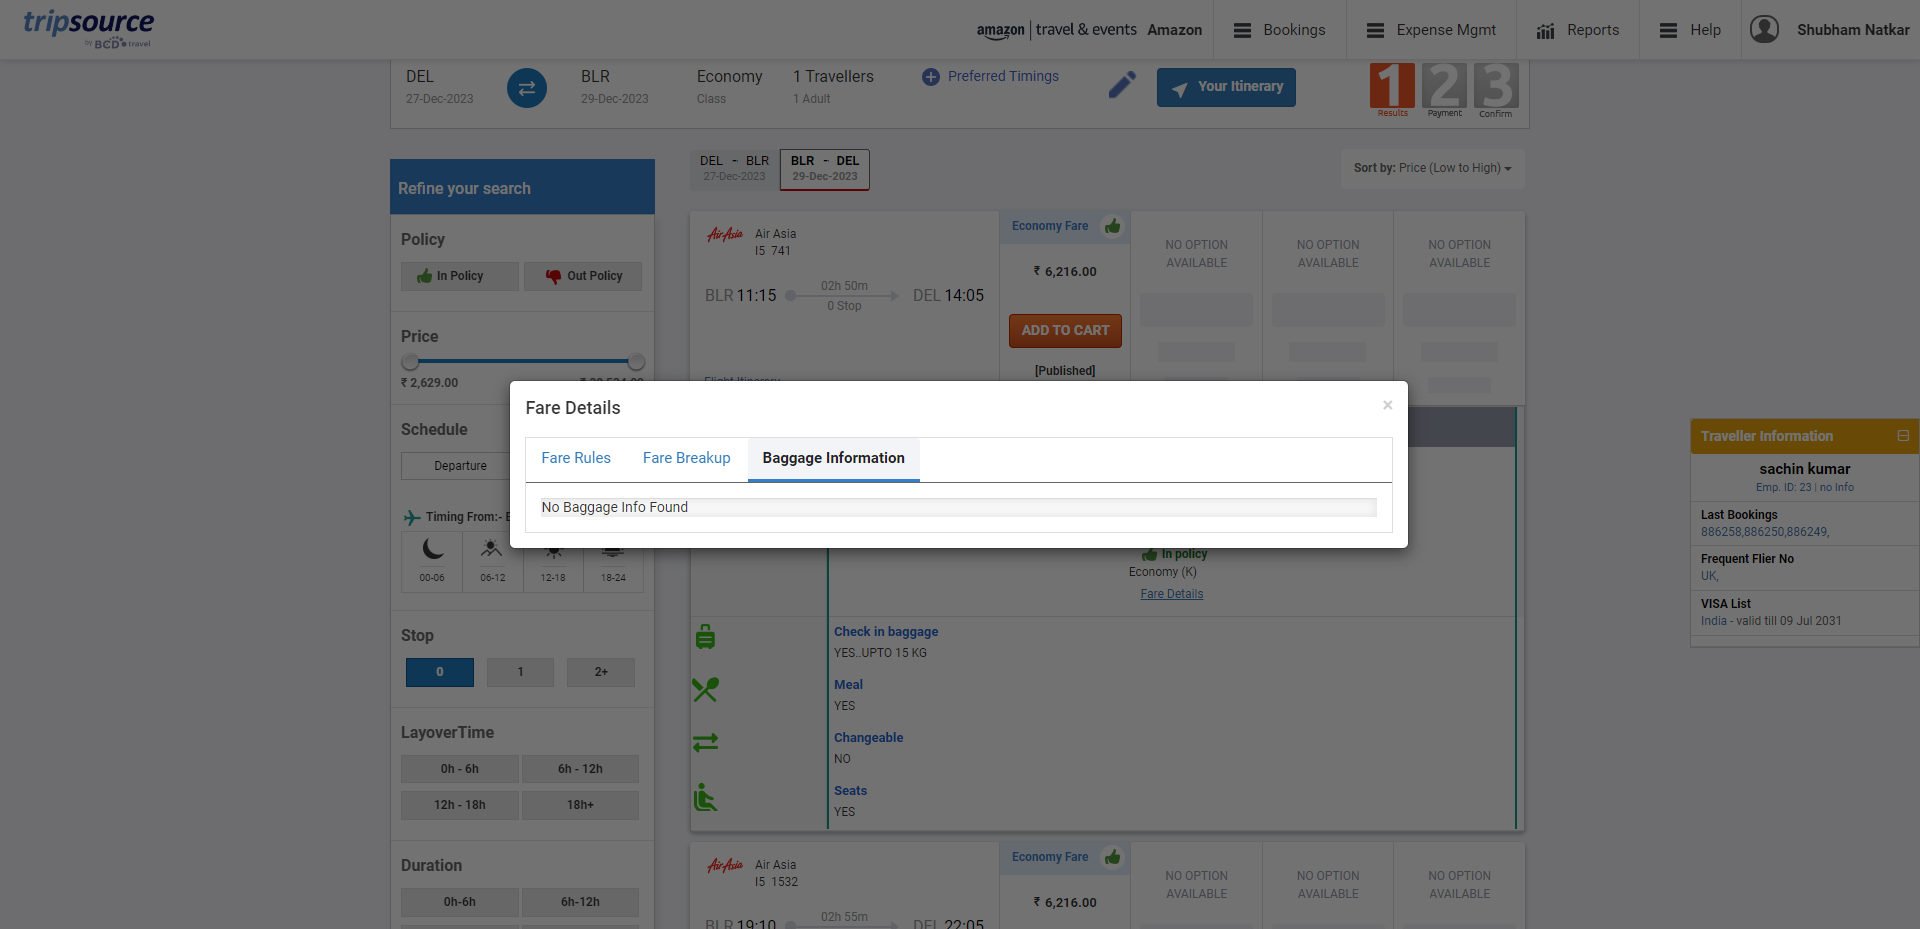 tripsource
by BCD travel
amazon | travel & events Amazon
Bookings
Expense Mgmt
Reports
Help
Shubham Natkar
DEL
27-Dec-2023
BLR
29-Dec-2023
Economy
Class
1 Travellers
1 Adult
Preferred Timings
Your Itinerary
1
Results
2
Payment
3
Confirm
Refine your search
Policy
In Policy
Out Policy
Price
₹ 2,629.00
Schedule
Departure
Timing From:-
00-06
06-12
12-18
18-24
Stop
0
1
2+
LayoverTime
0h - 6h
6h - 12h
12h - 18h
18h+
Duration
0h-6h
6h-12h
DEL - BLR
27-Dec-2023
BLR - DEL
29-Dec-2023
Sort by: Price (Low to High)
AirAsia
Air Asia
I5 741
BLR 11:15
02h 50m
0 Stop
DEL 14:05
Flight Itinerary
Economy Fare
₹ 6,216.00
ADD TO CART
[Published]
NO OPTION
AVAILABLE
NO OPTION
AVAILABLE
NO OPTION
AVAILABLE
Fare Details
×
Fare Rules
Fare Breakup
Baggage Information
No Baggage Info Found
In policy
Economy (K)
Fare Details
Check in baggage
YES..UPTO 15 KG
Meal
YES
Changeable
NO
Seats
YES
AirAsia
Air Asia
I5 1532
BLR 19:10
02h 55m
DEL 22:05
Economy Fare
₹ 6,216.00
NO OPTION
AVAILABLE
NO OPTION
AVAILABLE
NO OPTION
AVAILABLE
Traveller Information
sachin kumar
Emp. ID: 23 | no Info
Last Bookings
886258,886250,886249,
Frequent Flier No
UK,
VISA List
India - valid till 09 Jul 2031